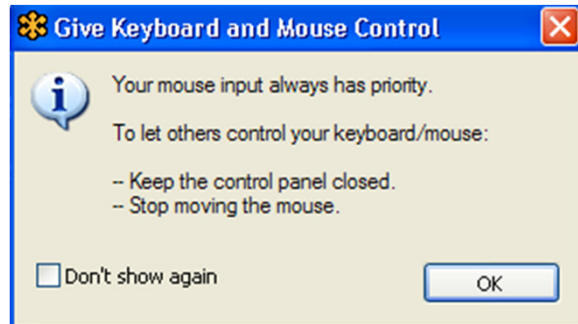 Give Keyboard and Mouse Control
Your mouse input always has priority.
To let others control your keyboard/mouse:
-- Keep the control panel closed.
-- Stop moving the mouse.
Don't show again
OK